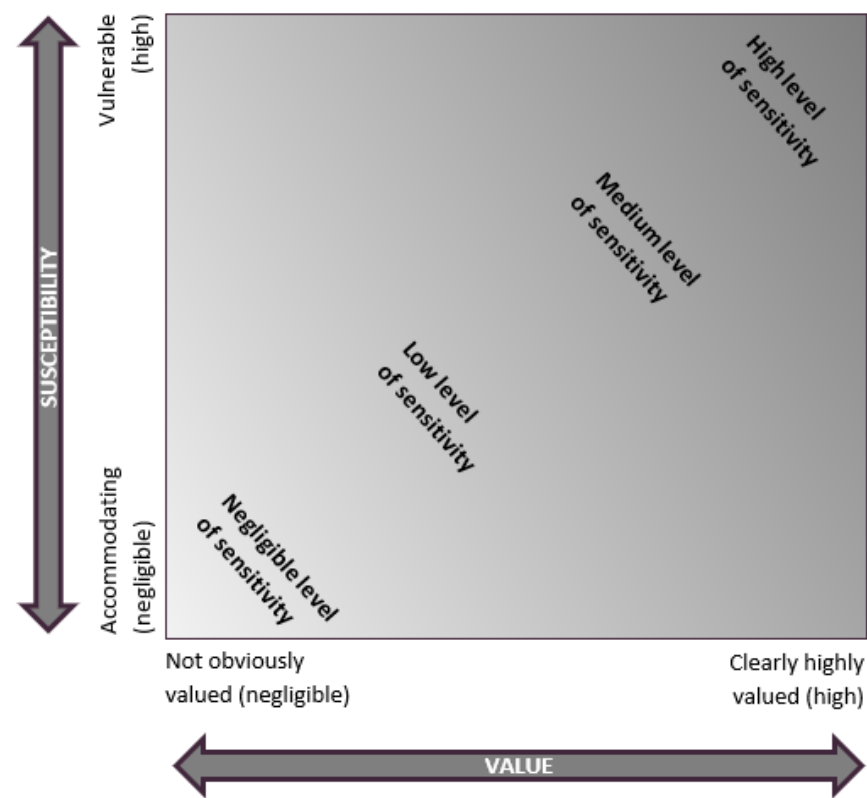 Vulnerable
(high)
SUSCEPTIBILITY
Accommodating
(negligible)
High level
of sensitivity
Medium level
of sensitivity
Low level
of sensitivity
Negligible level
of sensitivity
Not obviously
valued (negligible)
Clearly highly
valued (high)
VALUE